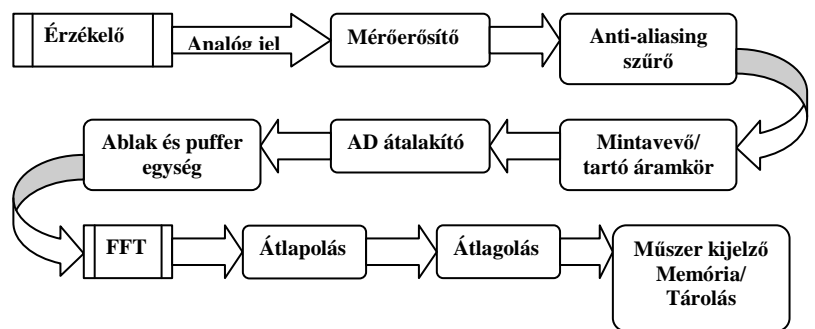 Érzékelő
Analóg jel
Mérőerősítő
Anti-aliasing
szűrő
Ablak és puffer
egység
AD átalakító
Mintavevő/
tartó áramkör
FFT
Átlapolás
Átlagolás
Műszer kijelző
Memória/
Tárolás